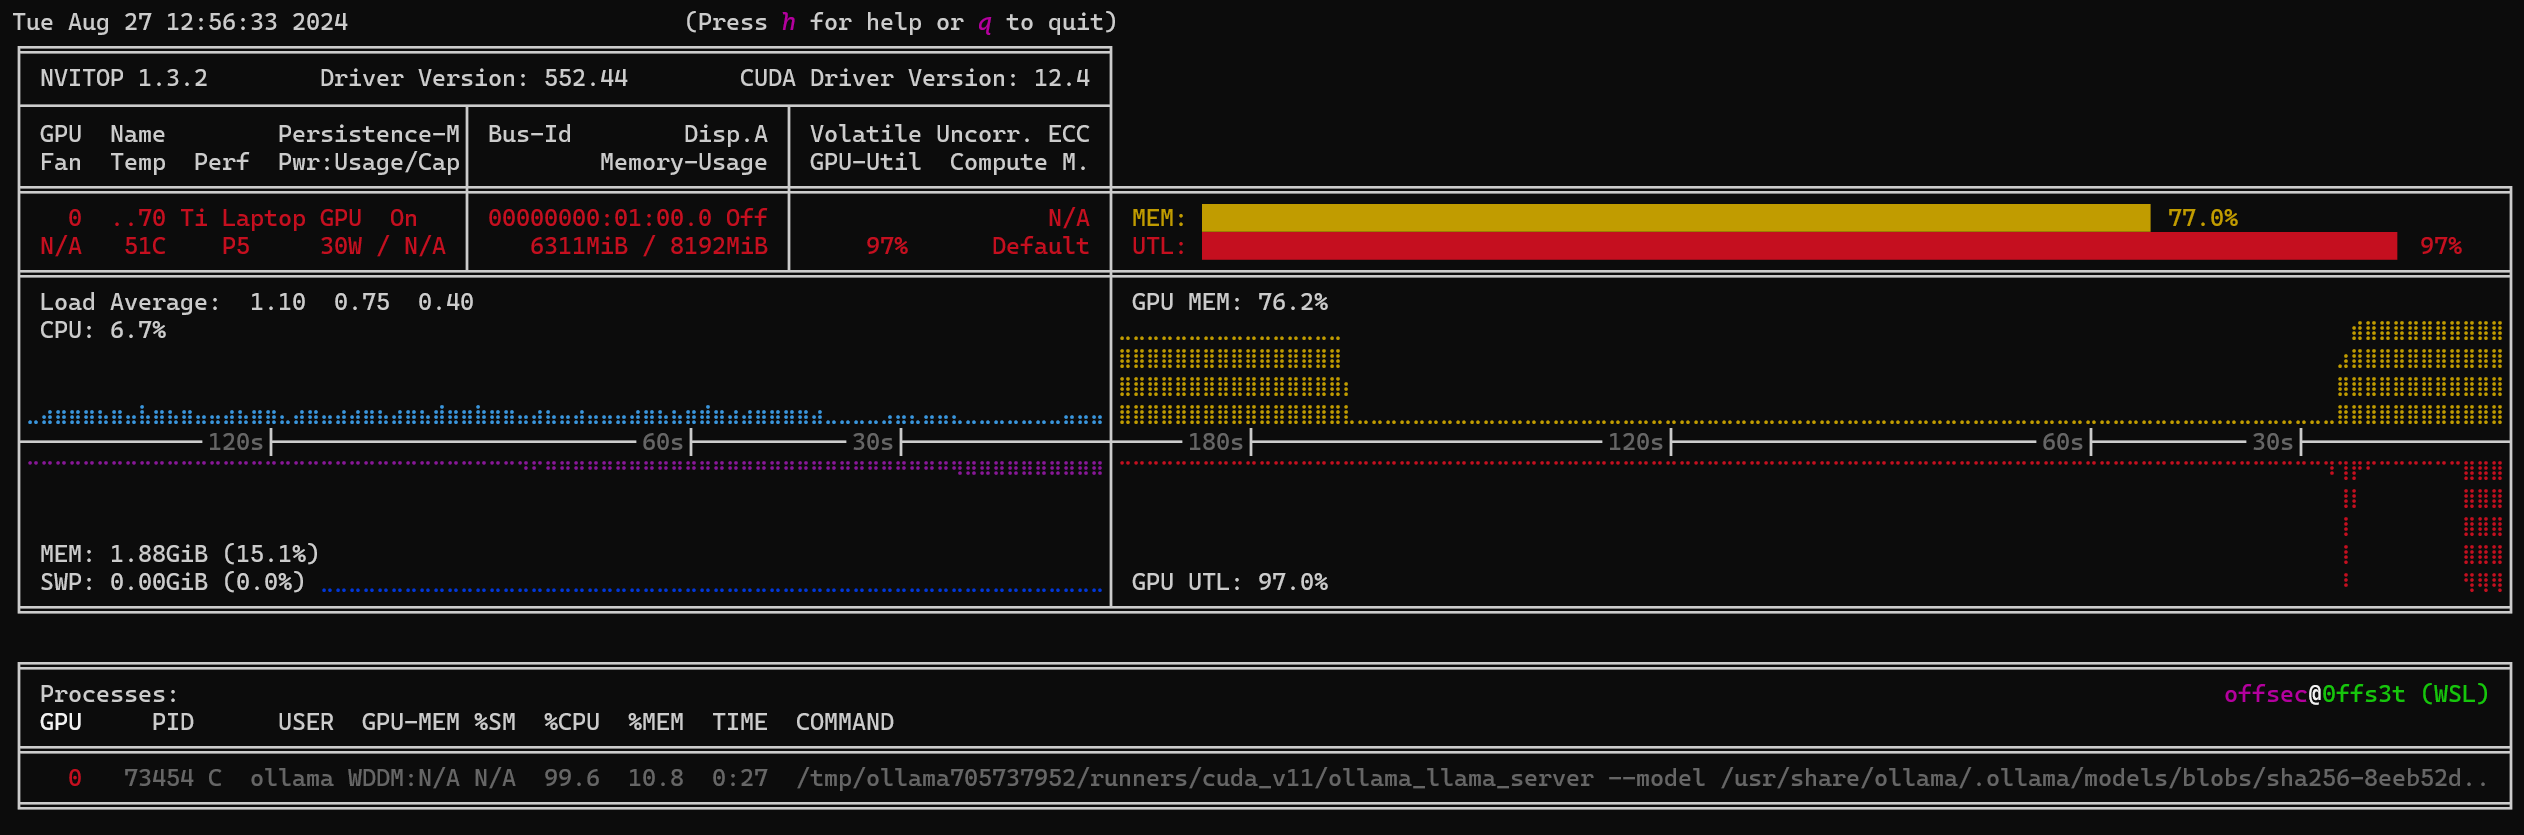 Tue Aug 27 12:56:33 2024 (Press h for help or q to quit)
NVITOP 1.3.2 Driver Version: 552.44 CUDA Driver Version: 12.4
GPU Name Persistence-M Bus-Id Disp.A Volatile Uncorr. ECC
Fan Temp Perf Pwr:Usage/Cap Memory-Usage GPU-Util Compute M.
0 ..70 Ti Laptop GPU On 00000000:01:00.0 Off N/A MEM: 77.0%
N/A 51C P5 30W / N/A 6311MiB / 8192MiB 97% Default UTL: 97%
Load Average: 1.10 0.75 0.40 GPU MEM: 76.2%
CPU: 6.7%
120s 60s 30s 180s 120s 60s 30s
MEM: 1.88GiB (15.1%)
SWP: 0.00GiB (0.0%) GPU UTL: 97.0%
Processes: offsec@0ffs3t (WSL)
GPU PID USER GPU-MEM %SM %CPU %MEM TIME COMMAND
0 73454 C ollama WDDM:N/A N/A 99.6 10.8 0:27 /tmp/ollama705737952/runners/cuda_v11/ollama_llama_server --model /usr/share/ollama/.ollama/models/blobs/sha256-8eeb52d..